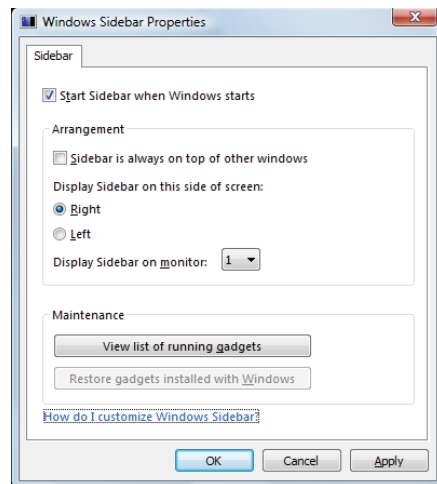 Windows Sidebar Properties
Sidebar
Start Sidebar when Windows starts
Arrangement
Sidebar is always on top of other windows
Display Sidebar on this side of screen:
Right
Left
Display Sidebar on monitor: 1
Maintenance
View list of running gadgets
Restore gadgets installed with Windows
How do I customize Windows Sidebar?
OK Cancel Apply